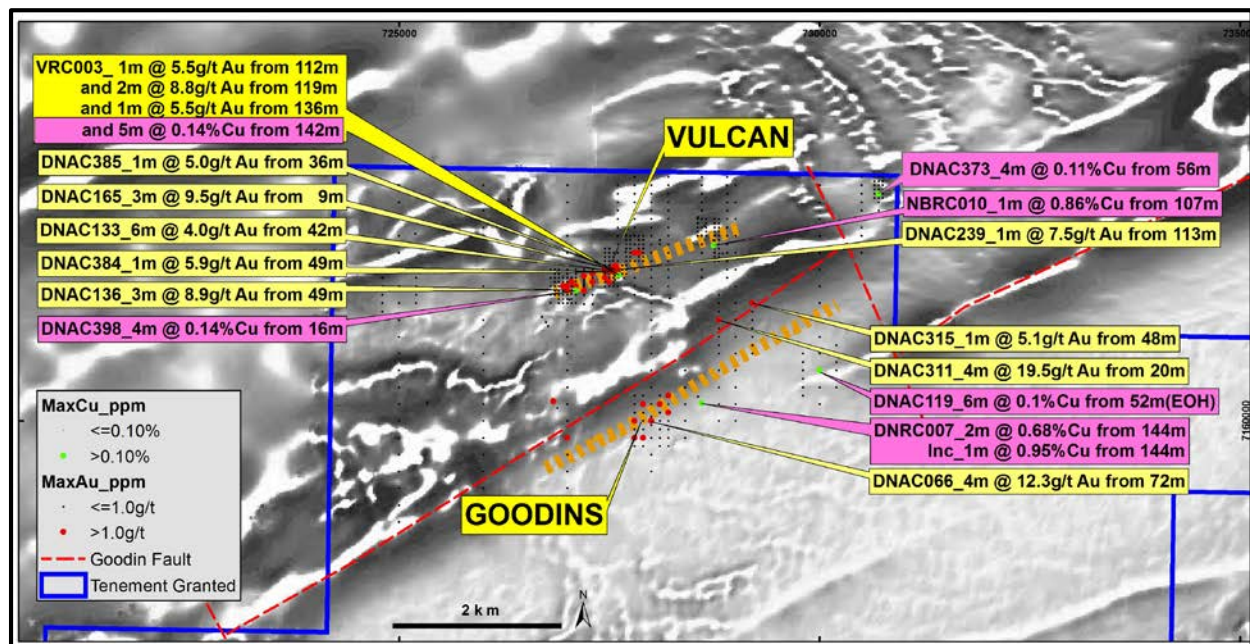 725000
730000
73500
VRC003_ 1m @ 5.5g/t Au from 112m
and 2m @ 8.8g/t Au from 119m
and 1m @ 5.5g/t Au from 136m
and 5m @ 0.14%Cu from 142m
DNAC385_1m @ 5.0g/t Au from 36m
DNAC165_3m @ 9.5g/t Au from 9m
DNAC133_6m @ 4.0g/t Au from 42m
DNAC384_1m @ 5.9g/t Au from 49m
DNAC136_3m @ 8.9g/t Au from 49m
DNAC398_4m @ 0.14%Cu from 16m
VULCAN
DNAC373_4m @ 0.11%Cu from 56m
NBRC010_1m @ 0.86%Cu from 107m
DNAC239_1m @ 7.5g/t Au from 113m
DNAC315_1m @ 5.1g/t Au from 48m
DNAC311_4m @ 19.5g/t Au from 20m
DNAC119_6m @ 0.1%Cu from 52m(EOH)
DNRC007_2m @ 0.68%Cu from 144m
Inc_1m @ 0.95%Cu from 144m
DNAC066_4m @ 12.3g/t Au from 72m
7160000
GOODINS
MaxCu_ppm
<=0.10%
>0.10%
MaxAu_ppm
<=1.0g/t
>1.0g/t
Goodin Fault
Tenement Granted
2 km
N